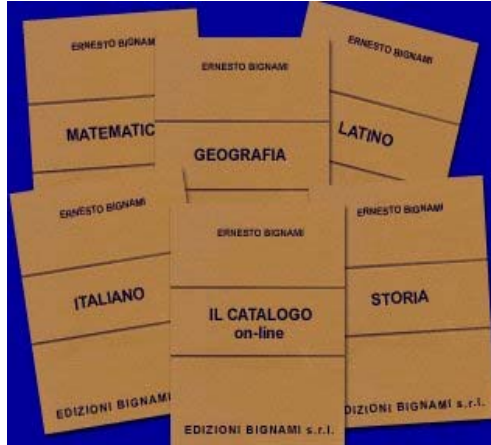 ERNESTO BIGNAMI
MATEMATIC
ERNESTO BIGNAMI
GEOGRAFIA
ERNESTO BIGNAMI
LATINO
ERNESTO BIGNAMI
ITALIANO
EDIZIONI BIGNAMI
ERNESTO BIGNAMI
IL CATALOGO
on-line
EDIZIONI BIGNAMI s.r.l.
ERNESTO BIGNAMI
STORIA
DIZIONI BIGNAMI s.r.l.